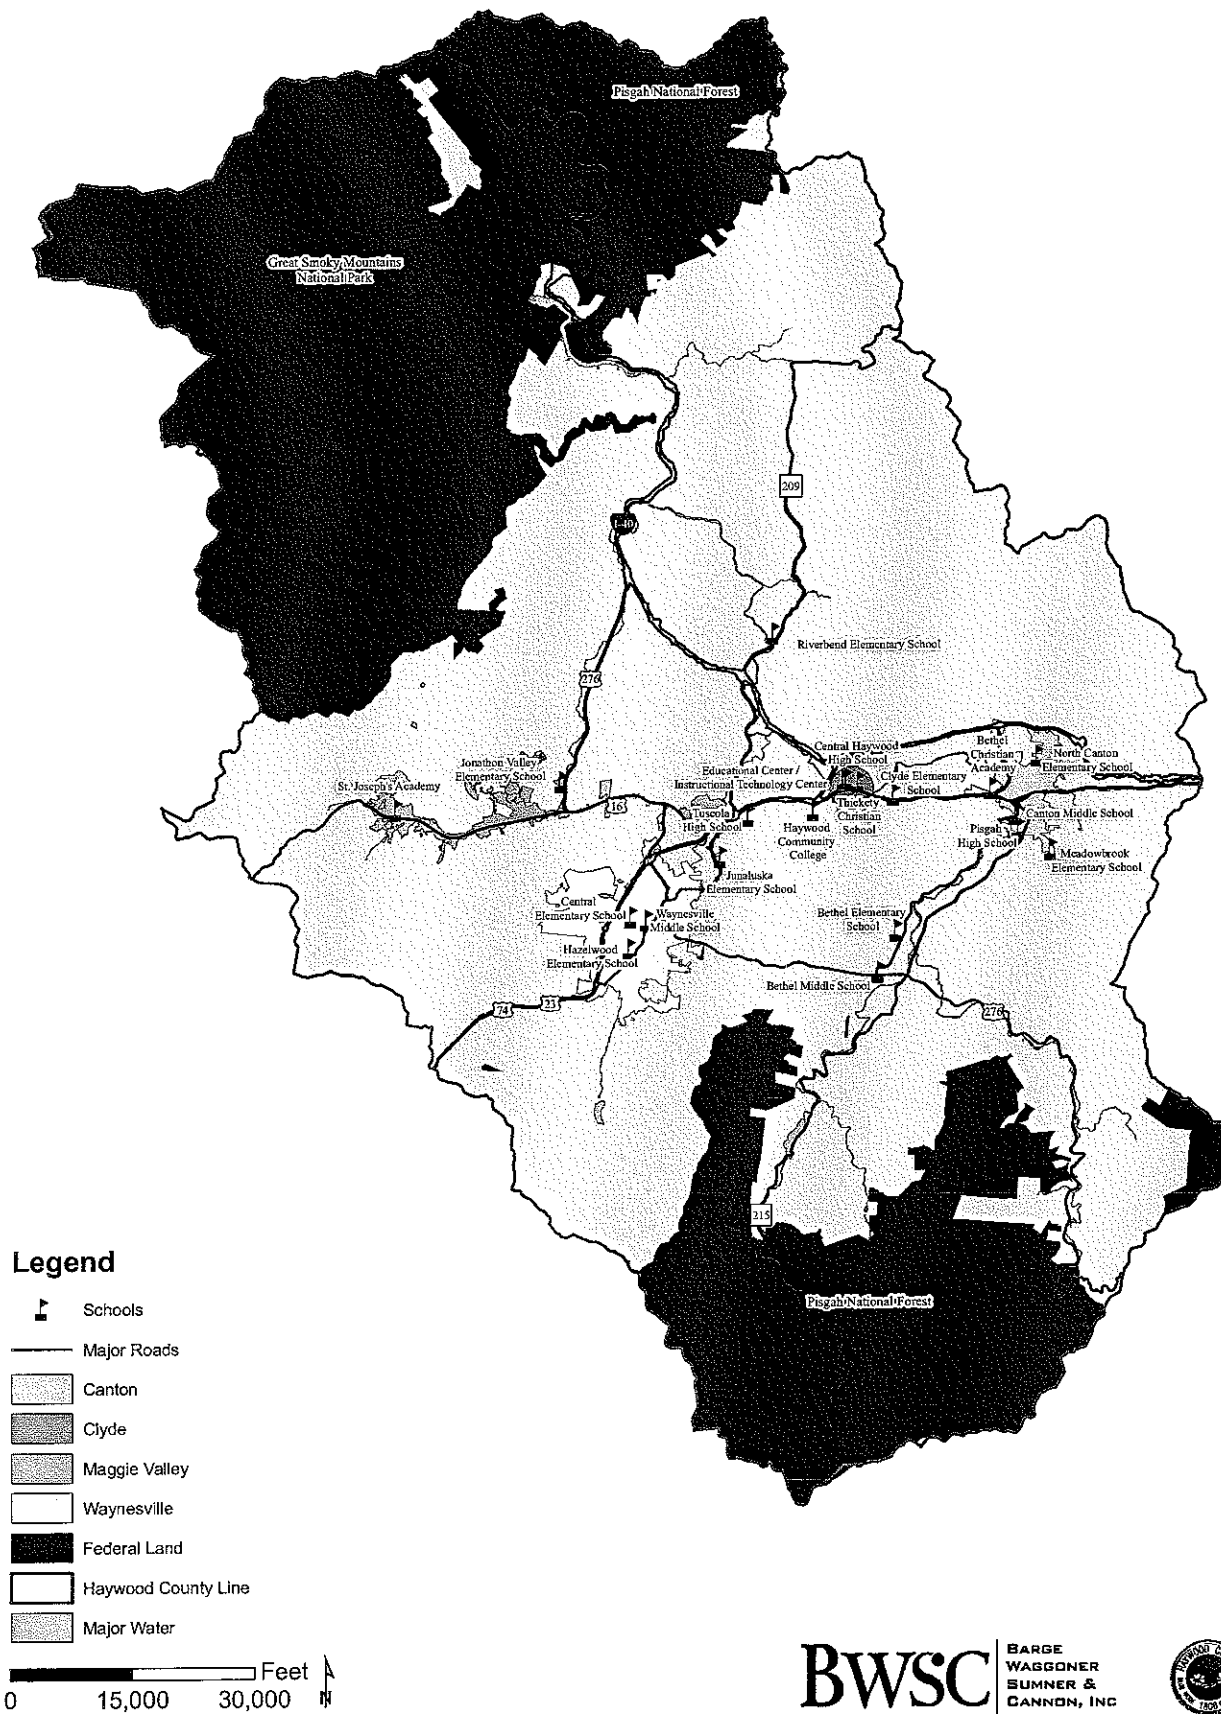 Pisgah National Forest
Great Smoky Mountains
National Park
209
I-40
Riverbend Elementary School
276
Central Haywood
High School
Bethel
Christian
Academy
North Canton
Elementary School
Jonathon Valley
Elementary School
Educational Center /
Instructional Technology Center
Clyde Elementary
School
St. Joseph's Academy
16
Tuscola
High School
Thickety
Christian
School
Haywood
Community
College
Canton Middle School
Pisgah
High School
Meadowbrook
Elementary School
Junaluska
Elementary School
Central
Elementary School
Waynesville
Middle School
Bethel Elementary
School
Hazelwood
Elementary School
Bethel Middle School
74
23
276
215
Pisgah National Forest
Legend
Schools
Major Roads
Canton
Clyde
Maggie Valley
Waynesville
Federal Land
Haywood County Line
Major Water
Feet
0 15,000 30,000
N
BWSC
BARGE
WAGGONER
SUMNER &
CANNON, INC